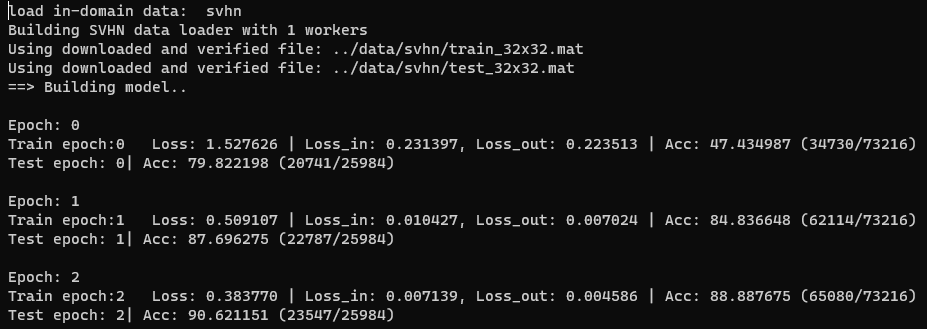 load in-domain data:  svhn
Building SVHN data loader with 1 workers
Using downloaded and verified file: ../data/svhn/train_32x32.mat
Using downloaded and verified file: ../data/svhn/test_32x32.mat
==> Building model..
Epoch: 0
Train epoch:0   Loss: 1.527626 | Loss_in: 0.231397, Loss_out: 0.223513 | Acc: 47.434987 (34730/73216)
Test epoch: 0| Acc: 79.822198 (20741/25984)
Epoch: 1
Train epoch:1   Loss: 0.509107 | Loss_in: 0.010427, Loss_out: 0.007024 | Acc: 84.836648 (62114/73216)
Test epoch: 1| Acc: 87.696275 (22787/25984)
Epoch: 2
Train epoch:2   Loss: 0.383770 | Loss_in: 0.007139, Loss_out: 0.004586 | Acc: 88.887675 (65080/73216)
Test epoch: 2| Acc: 90.621151 (23547/25984)